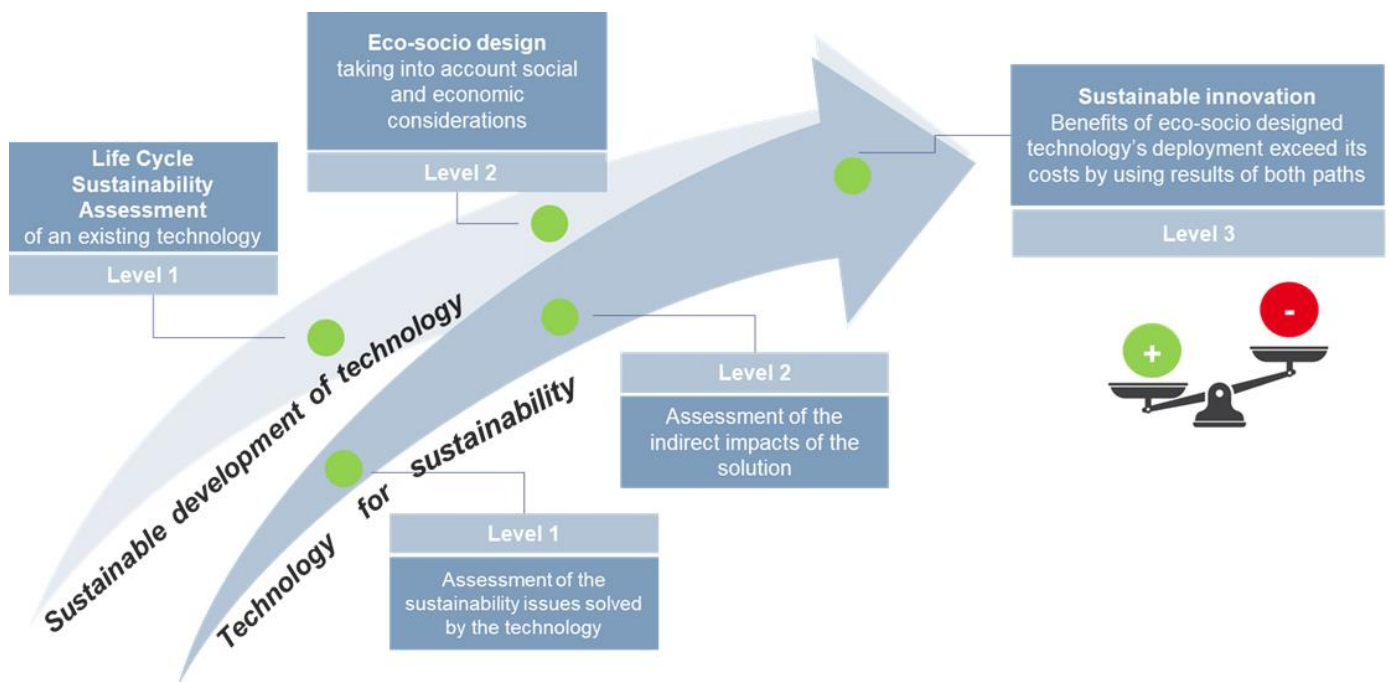 Eco-socio design
taking into account social
and economic
considerations
Level 2
Life Cycle
Sustainability
Assessment
of an existing technology
Level 1
Sustainable innovation
Benefits of eco-socio designed
technology's deployment exceed its
costs by using results of both paths
Level 3
+
-
Sustainable development of technology
Technology for sustainability
Level 2
Assessment of the
indirect impacts of the
solution
Level 1
Assessment of the
sustainability issues solved
by the technology